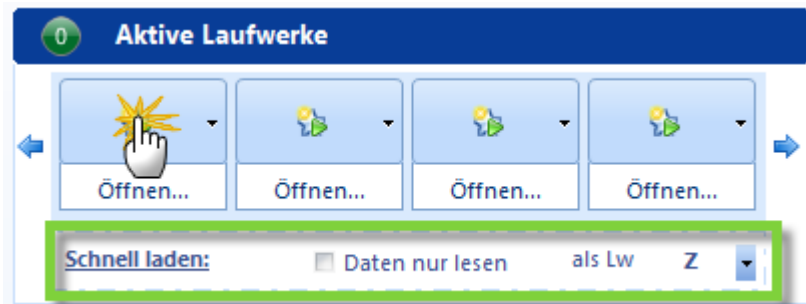 0 Aktive Laufwerke
Öffnen... Öffnen... Öffnen... Öffnen...
Schnell laden: Daten nur lesen als Lw Z